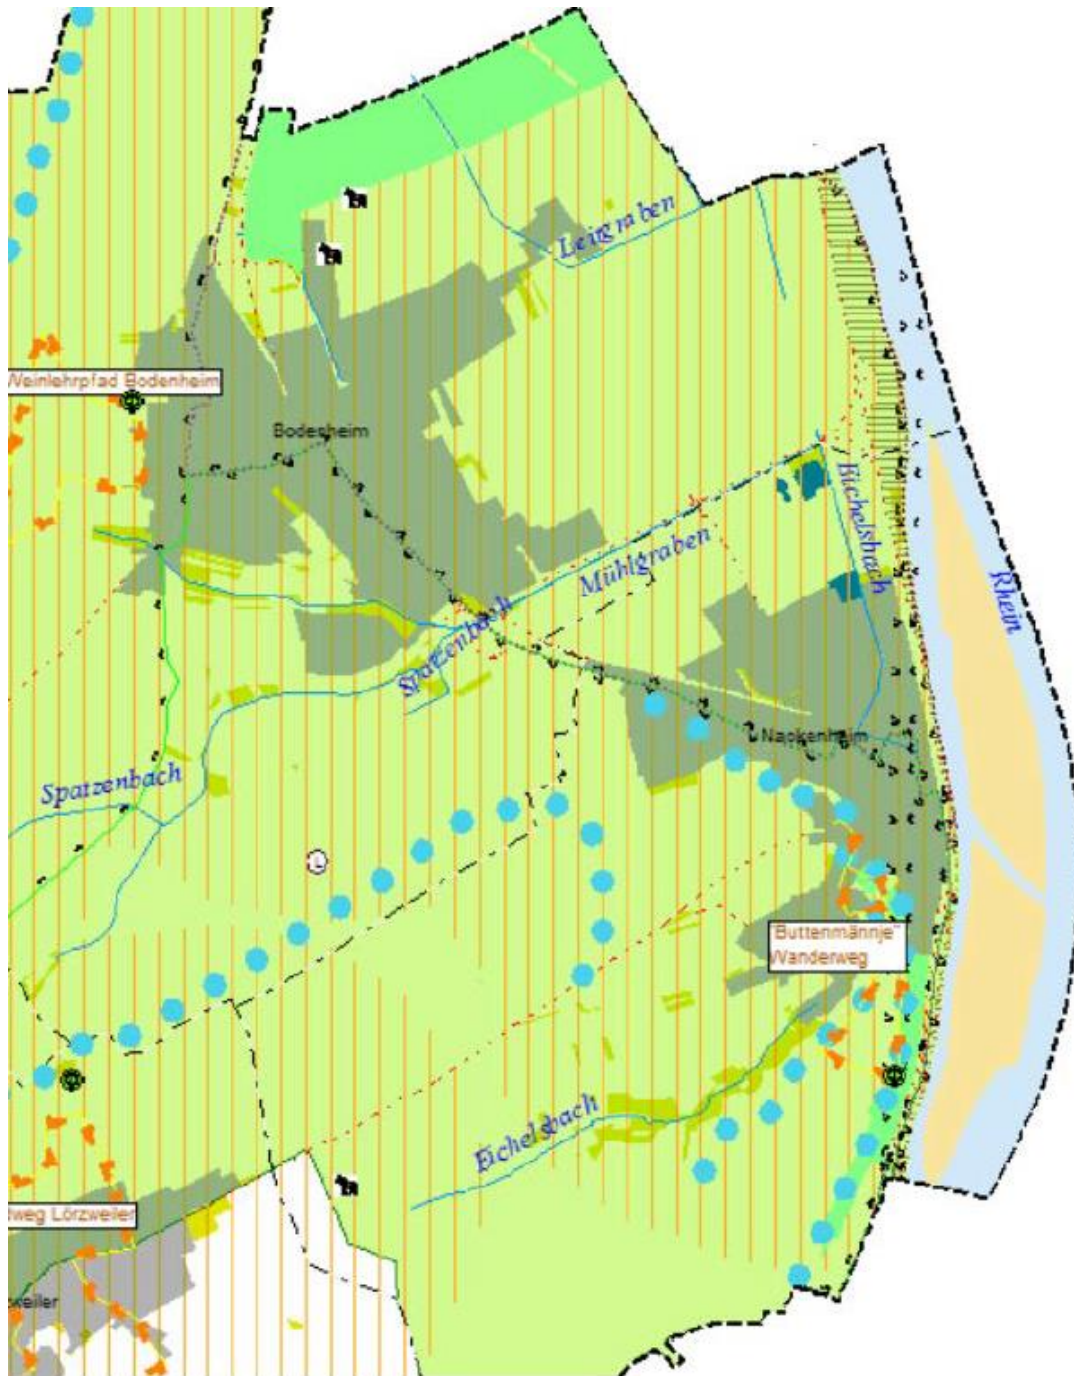 Leitgraben
Weinlehrpfad Bodenheim
Bodenheim
Eichelsbach
Mühlgraben
Rhein
Spatzenbach
Nackenheim
Spatzenbach
L
"Buttenmännje"
Wanderweg
Eichelsbach
weg Lörzweiler
weiler